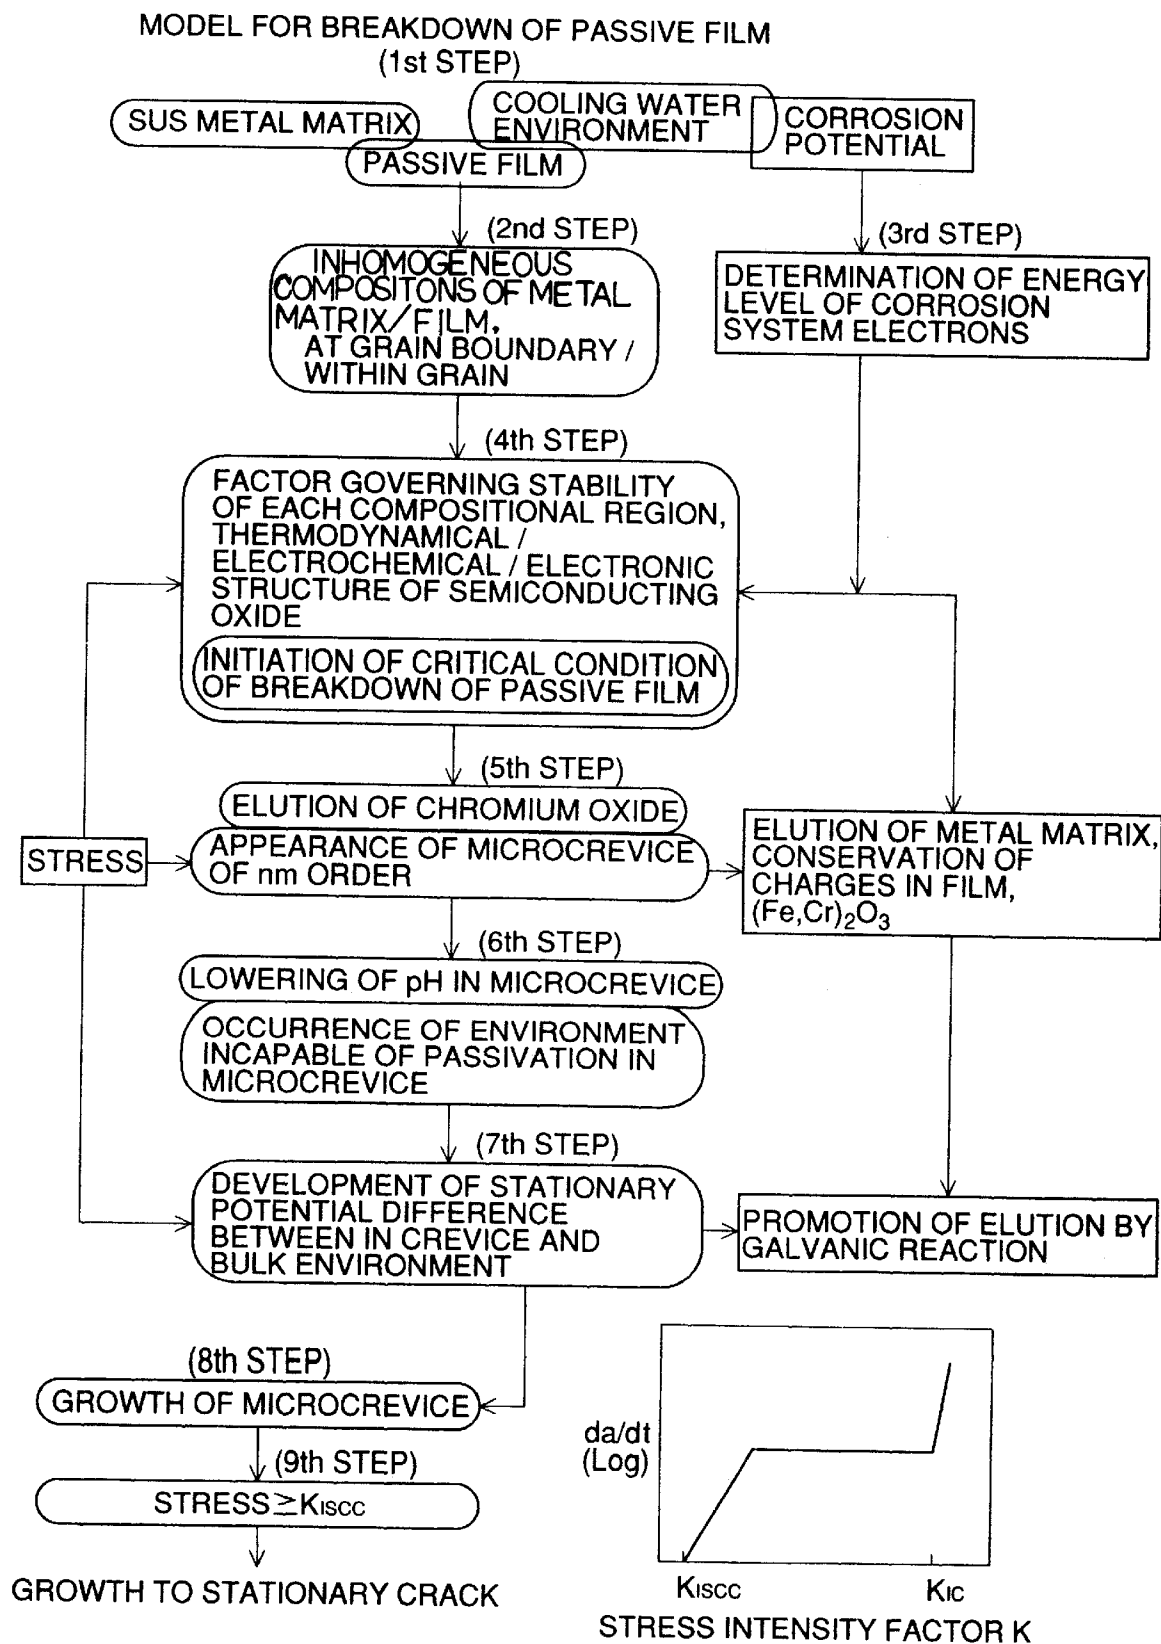 MODEL FOR BREAKDOWN OF PASSIVE FILM
(1st STEP)
SUS METAL MATRIX
COOLING WATER
ENVIRONMENT
CORROSION
POTENTIAL
PASSIVE FILM
(2nd STEP)
INHOMOGENEOUS
COMPOSITONS OF METAL
MATRIX/FILM,
AT GRAIN BOUNDARY /
WITHIN GRAIN
(3rd STEP)
DETERMINATION OF ENERGY
LEVEL OF CORROSION
SYSTEM ELECTRONS
(4th STEP)
FACTOR GOVERNING STABILITY
OF EACH COMPOSITIONAL REGION,
THERMODYNAMICAL /
ELECTROCHEMICAL / ELECTRONIC
STRUCTURE OF SEMICONDUCTING
OXIDE
INITIATION OF CRITICAL CONDITION
OF BREAKDOWN OF PASSIVE FILM
(5th STEP)
ELUTION OF CHROMIUM OXIDE
STRESS
APPEARANCE OF MICROCREVICE
OF nm ORDER
ELUTION OF METAL MATRIX,
CONSERVATION OF
CHARGES IN FILM,
(Fe,Cr)₂O₃
(6th STEP)
LOWERING OF pH IN MICROCREVICE
OCCURRENCE OF ENVIRONMENT
INCAPABLE OF PASSIVATION IN
MICROCREVICE
(7th STEP)
DEVELOPMENT OF STATIONARY
POTENTIAL DIFFERENCE
BETWEEN IN CREVICE AND
BULK ENVIRONMENT
PROMOTION OF ELUTION BY
GALVANIC REACTION
(8th STEP)
GROWTH OF MICROCREVICE
(9th STEP)
STRESS≧KISCC
GROWTH TO STATIONARY CRACK
da/dt
(Log)
KISCC
KIC
STRESS INTENSITY FACTOR K